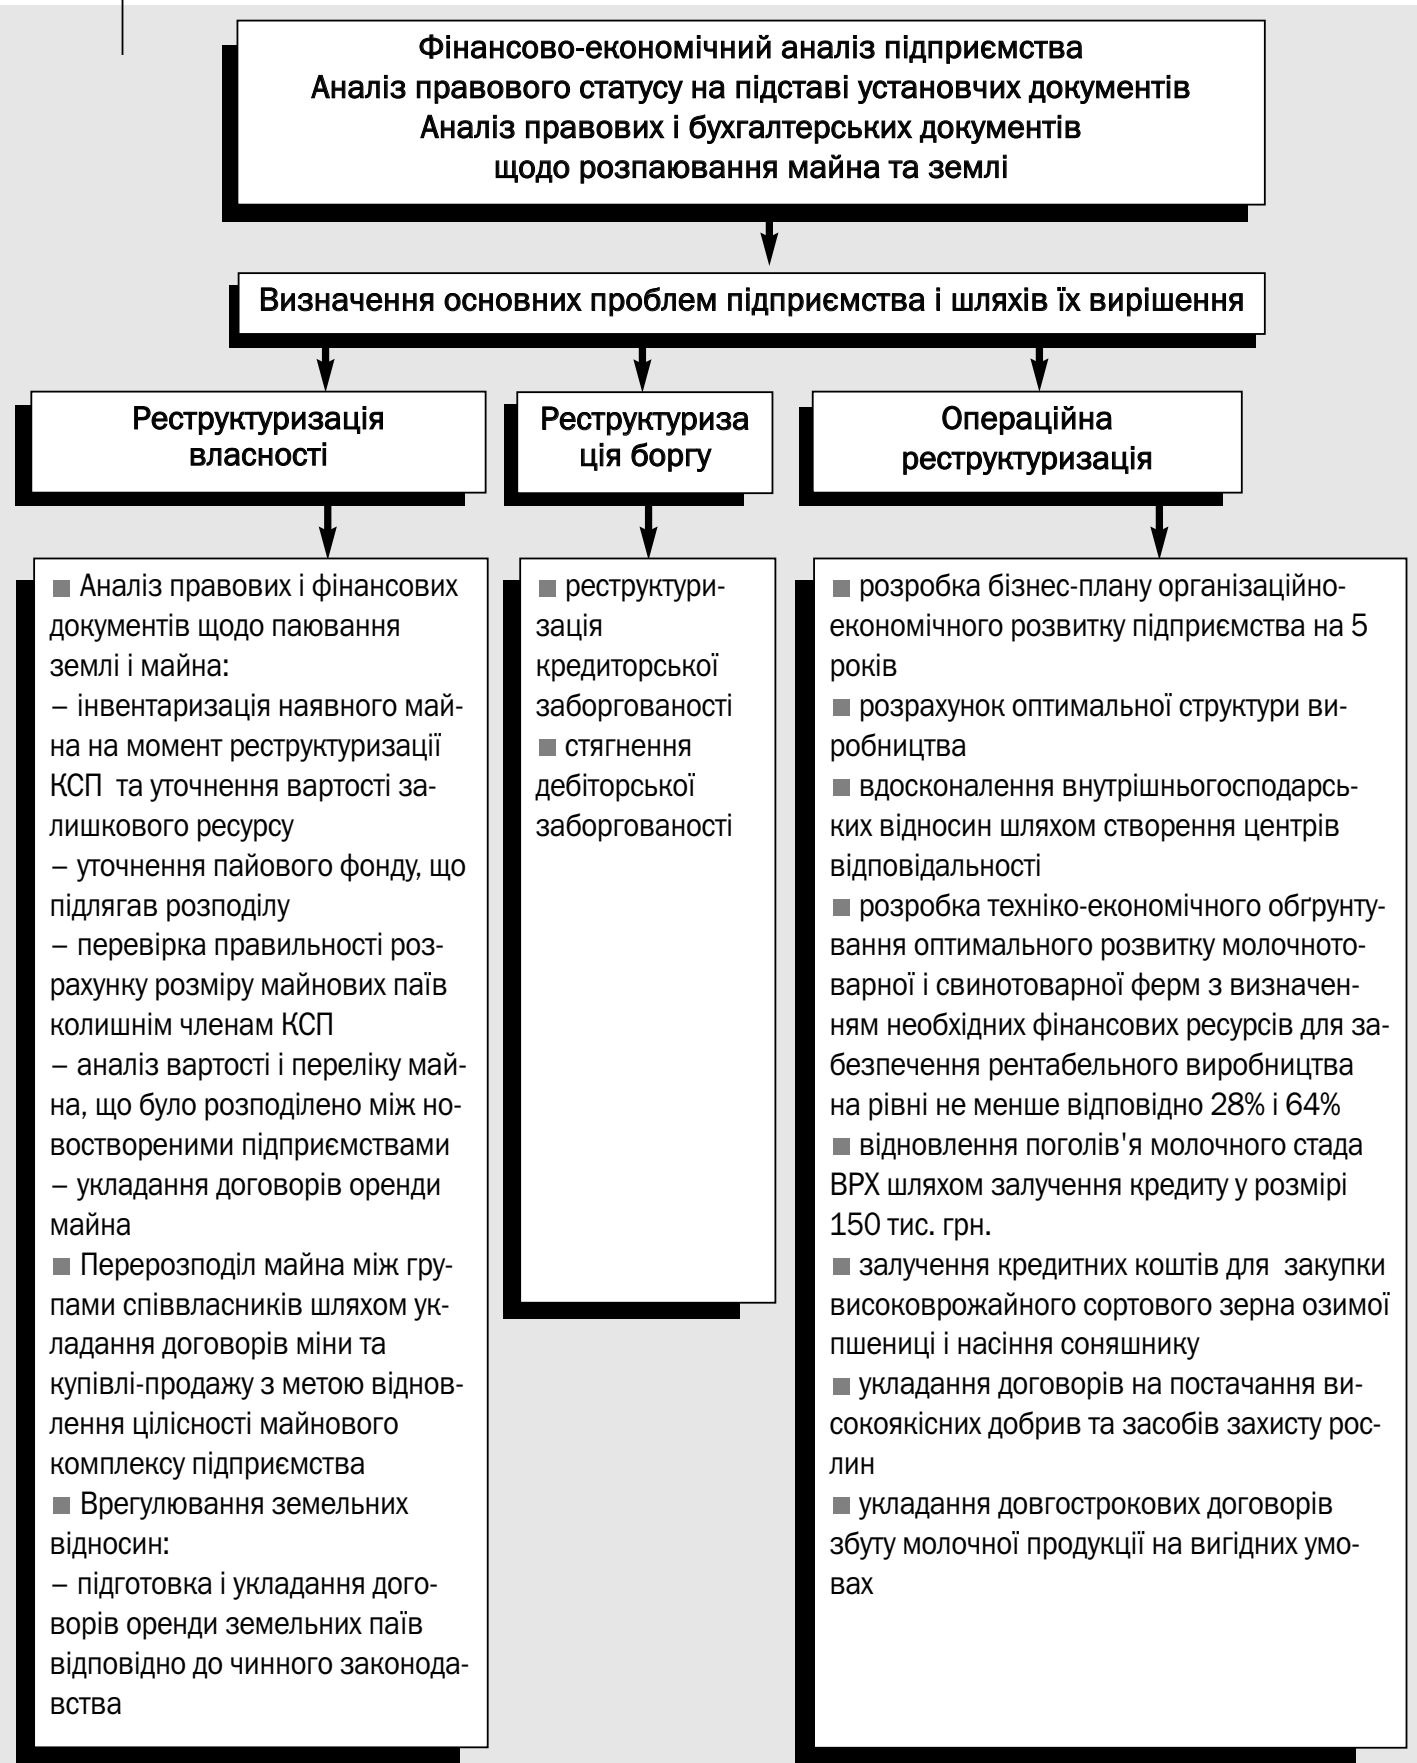 Фінансово-економічний аналіз підприємства
Аналіз правового статусу на підставі установчих документів
Аналіз правових і бухгалтерських документів
щодо розпаювання майна та землі
Визначення основних проблем підприємства і шляхів їх вирішення
Реструктуризація
власності
Реструктуриза
ція боргу
Операційна
реструктуризація
■ Аналіз правових і фінансових
документів щодо паювання
землі і майна:
– інвентаризація наявного май-
на на момент реструктуризації
КСП та уточнення вартості за-
лишкового ресурсу
– уточнення пайового фонду, що
підлягав розподілу
– перевірка правильності роз-
рахунку розміру майнових паїв
колишнім членам КСП
– аналіз вартості і переліку май-
на, що було розподілено між но-
воствореними підприємствами
– укладання договорів оренди
майна
■ Перерозподіл майна між гру-
пами співвласників шляхом ук-
ладання договорів міни та
купівлі-продажу з метою віднов-
лення цілісності майнового
комплексу підприємства
■ Врегулювання земельних
відносин:
– підготовка і укладання дого-
ворів оренди земельних паїв
відповідно до чинного законода-
вства
■ реструктури-
зація
кредиторської
заборгованості
■ стягнення
дебіторської
заборгованості
■ розробка бізнес-плану організаційно-
економічного розвитку підприємства на 5
років
■ розрахунок оптимальної структури ви-
робництва
■ вдосконалення внутрішньогосподарсь-
ких відносин шляхом створення центрів
відповідальності
■ розробка техніко-економічного обґрунту-
вання оптимального розвитку молочното-
варної і свинотоварної ферм з визначен-
ням необхідних фінансових ресурсів для за-
безпечення рентабельного виробництва
на рівні не менше відповідно 28% і 64%
■ відновлення поголів'я молочного стада
ВРХ шляхом залучення кредиту у розмірі
150 тис. грн.
■ залучення кредитних коштів для закупки
високоврожайного сортового зерна озимої
пшениці і насіння соняшнику
■ укладання договорів на постачання ви-
сокоякісних добрив та засобів захисту рос-
лин
■ укладання довгострокових договорів
збуту молочної продукції на вигідних умо-
вах